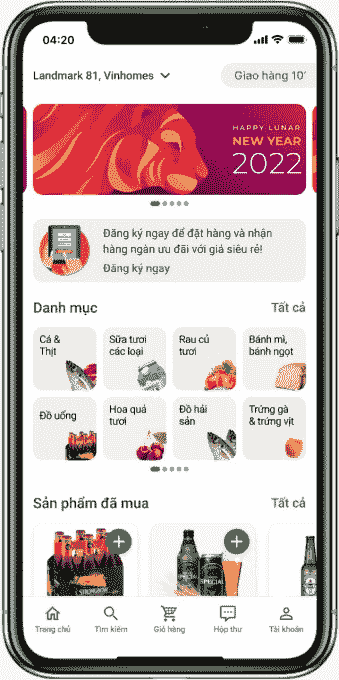 04:20
Landmark 81, Vinhomes
Giao hàng 10'
HAPPY LUNAR
NEW YEAR
2022
Đăng ký ngay để đặt hàng và nhận
hàng ngàn ưu đãi với giá siêu rẻ!
Đăng ký ngay
Danh mục
Tất cả
Cá &
Thịt
Sữa tươi
các loại
Rau củ
tươi
Bánh mì,
bánh ngọt
Đồ uống
Hoa quả
tươi
Đồ hải
sản
Trứng gà
& trứng vịt
Sản phẩm đã mua
Tất cả
SPECIAL
Trang chủ
Tìm kiếm
Giỏ hàng
Hộp thư
Tài khoản